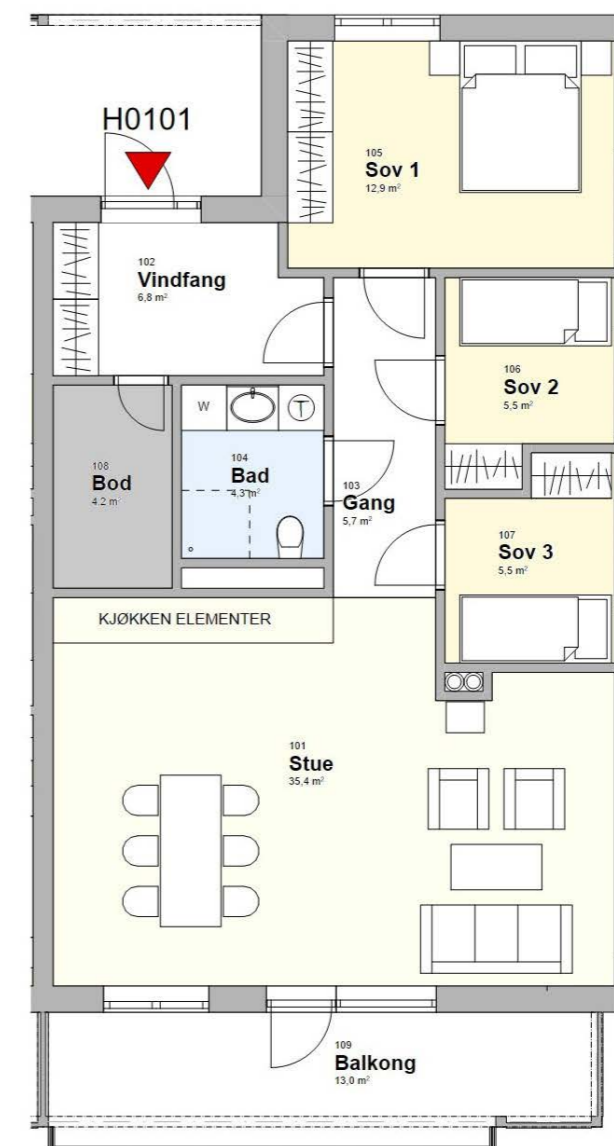 H0101
105
Sov 1
12,9 m²
102
Vindfang
6,8 m²
106
Sov 2
5,5 m²
W
T
108
Bod
4,2 m²
104
Bad
4,3 m²
103
Gang
5,7 m²
107
Sov 3
5,5 m²
KJØKKEN ELEMENTER
101
Stue
35,4 m²
109
Balkong
13,0 m²